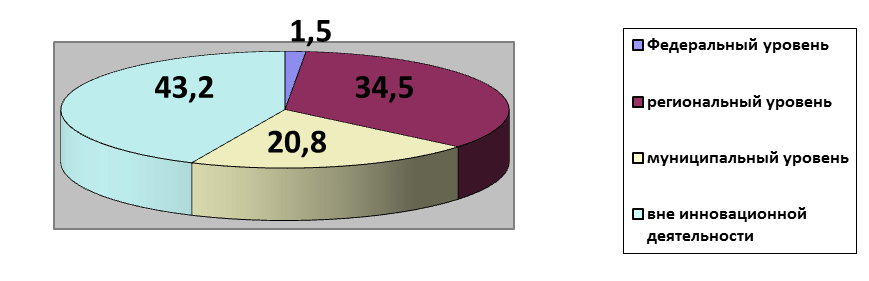 1,5
43,2
34,5
20,8
Федеральный уровень
региональный уровень
муниципальный уровень
вне инновационной
деятельности